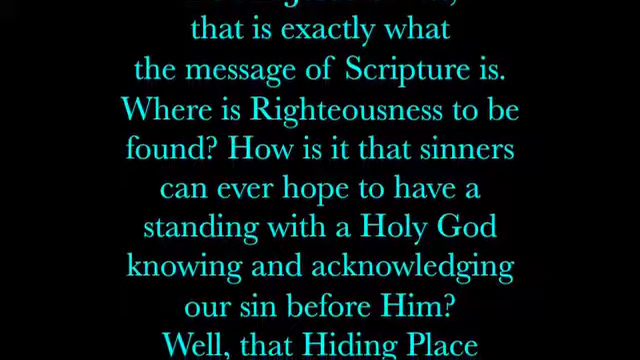 that is exactly what
the message of Scripture is.
Where is Righteousness to be
found? How is it that sinners
can ever hope to have a
standing with a Holy God
knowing and acknowledging
our sin before Him?
Well, that Hiding Place